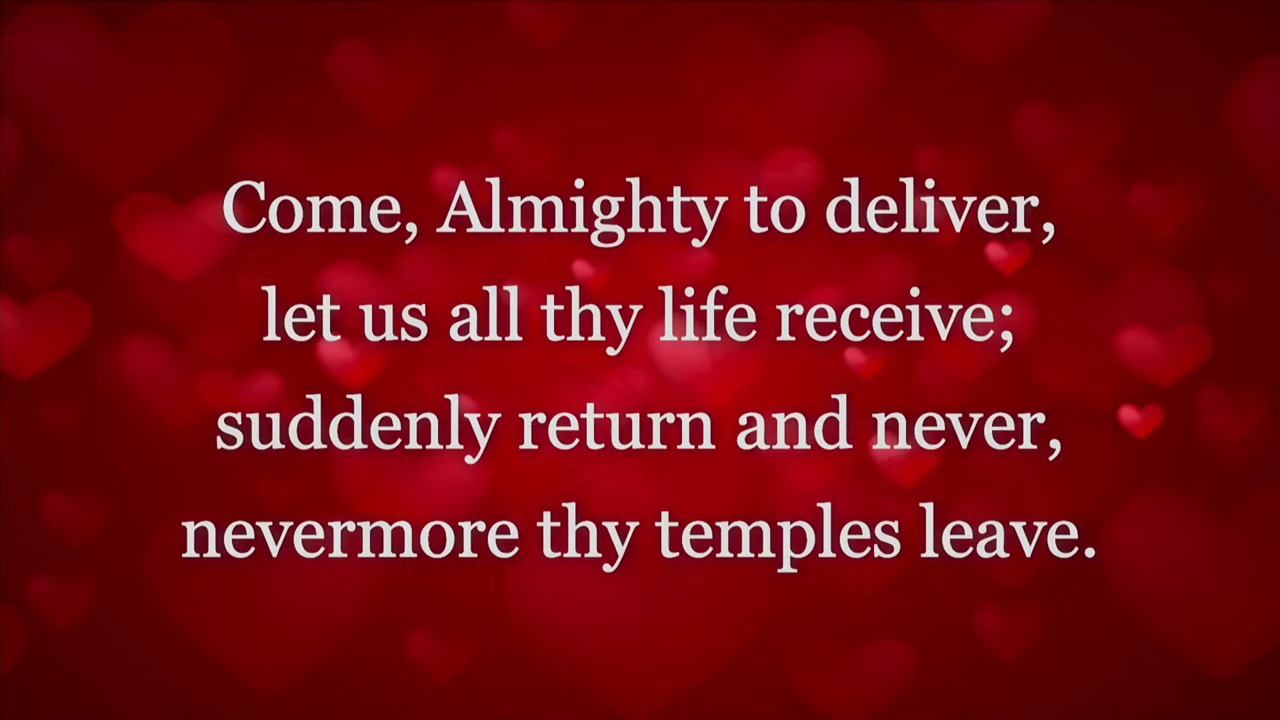 Come, Almighty to deliver,
let us all thy life receive;
suddenly return and never,
nevermore thy temples leave.